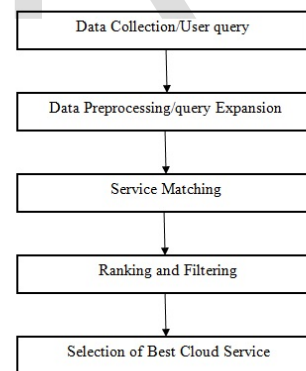 Data Collection/User query
Data Preprocessing/query Expansion
Service Matching
Ranking and Filtering
Selection of Best Cloud Service